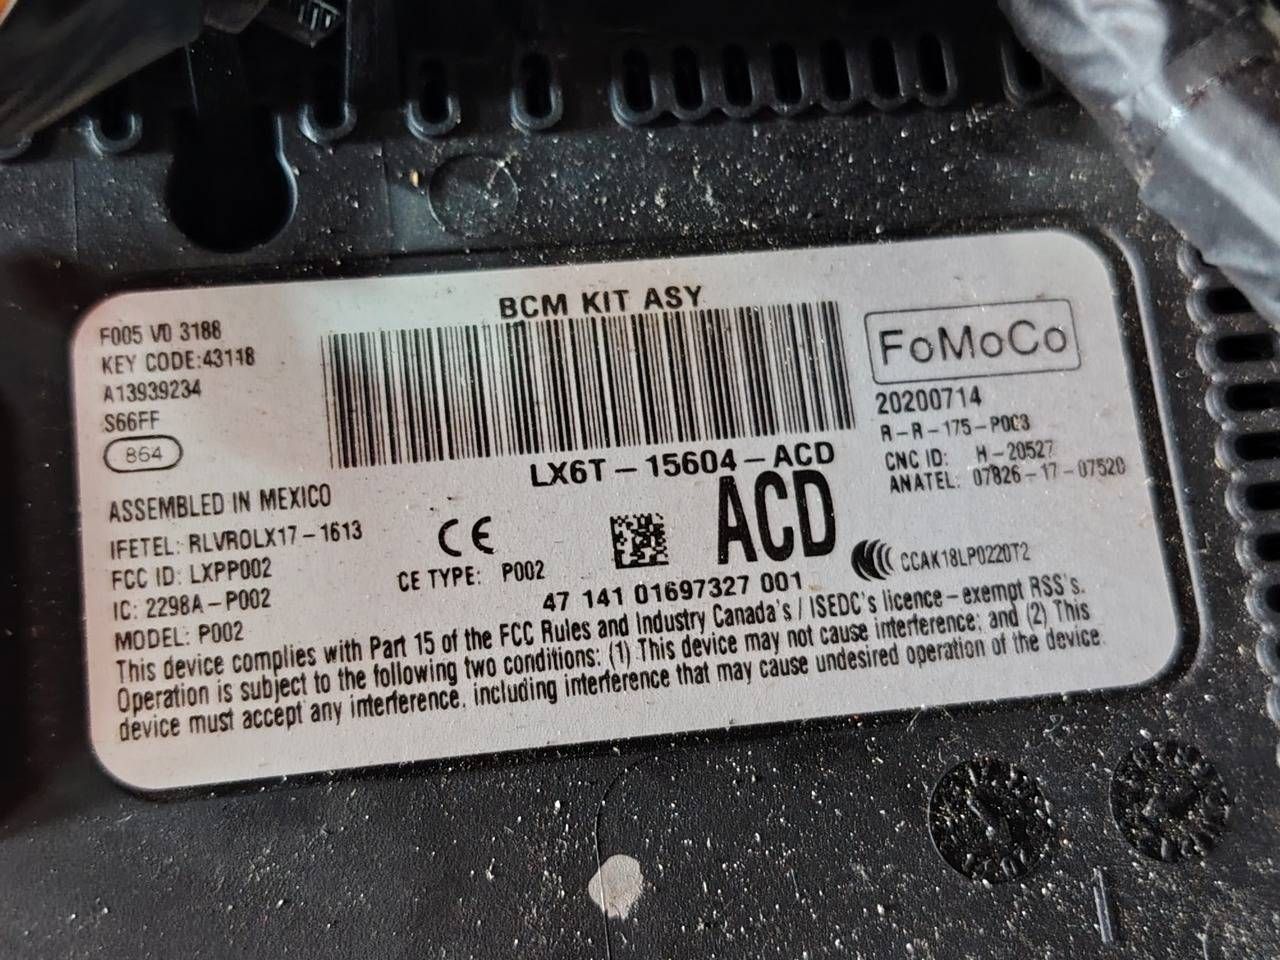 BCM KIT ASY
F005 V0 3188
KEY CODE:43118
A13939234
S66FF
864
FoMoCo
20200714
R-R-175-P0C3
CNC ID: H-20527
ANATEL: 07826-17-07520
LX6T-15604-ACD
ACD
ASSEMBLED IN MEXICO
IFETEL: RLVROLX17-1613
FCC ID: LXPP002
IC: 2298A-P002
MODEL: P002
CE
CE TYPE: P002
CCAK18LP0220T2
47 141 01697327 001
This device complies with Part 15 of the FCC Rules and Industry Canada's / ISEDC's licence-exempt RSS's.
Operation is subject to the following two conditions: (1) This device may not cause interference; and (2) This
device must accept any interference, including interference that may cause undesired operation of the device